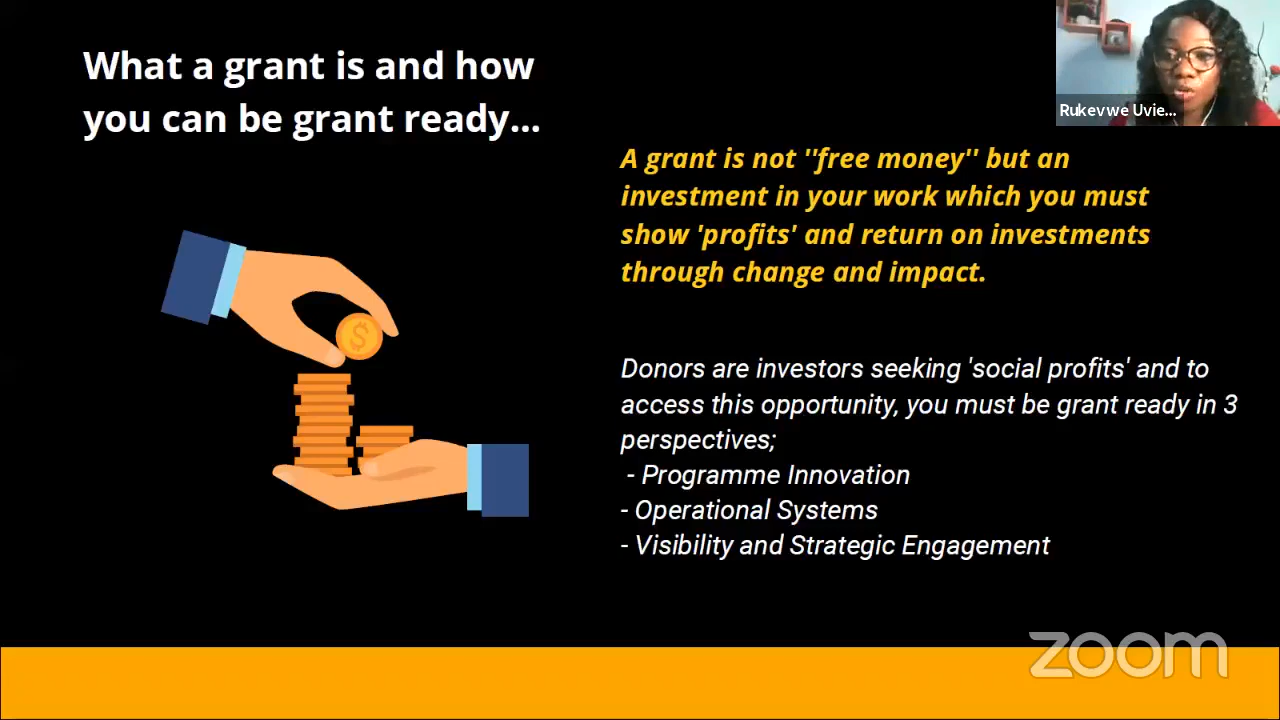 What a grant is and how
you can be grant ready...
Rukevwe Uvie...
A grant is not ''free money'' but an
investment in your work which you must
show 'profits' and return on investments
through change and impact.
Donors are investors seeking 'social profits' and to
access this opportunity, you must be grant ready in 3
perspectives;
- Programme Innovation
- Operational Systems
- Visibility and Strategic Engagement
$
zoom